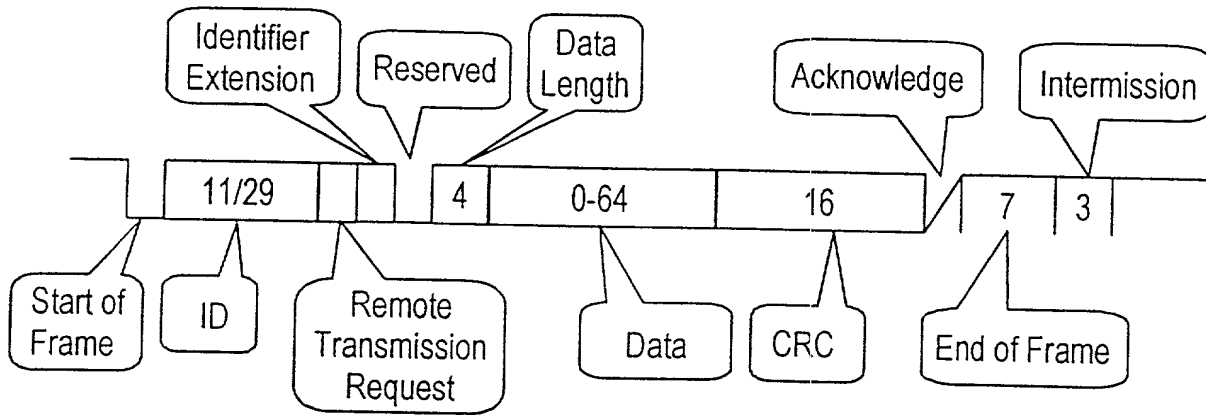 Identifier
Extension
Reserved
Data
Length
Acknowledge
Intermission
11/29
4
0-64
16
7
3
Start of
Frame
ID
Remote
Transmission
Request
Data
CRC
End of Frame